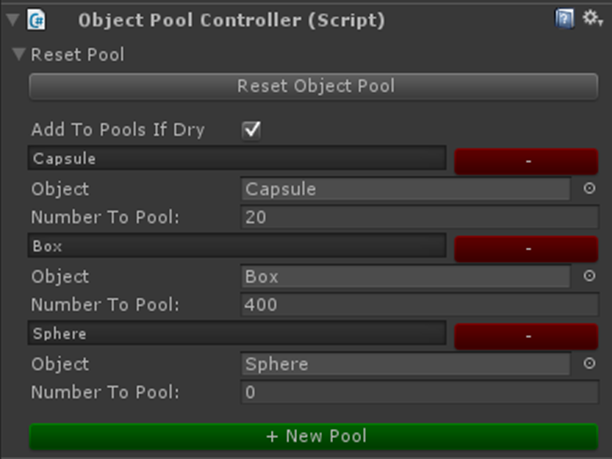 Object Pool Controller (Script)
Reset Pool
Reset Object Pool
Add To Pools If Dry
Capsule -
Object Capsule
Number To Pool: 20
Box -
Object Box
Number To Pool: 400
Sphere -
Object Sphere
Number To Pool: 0
+ New Pool